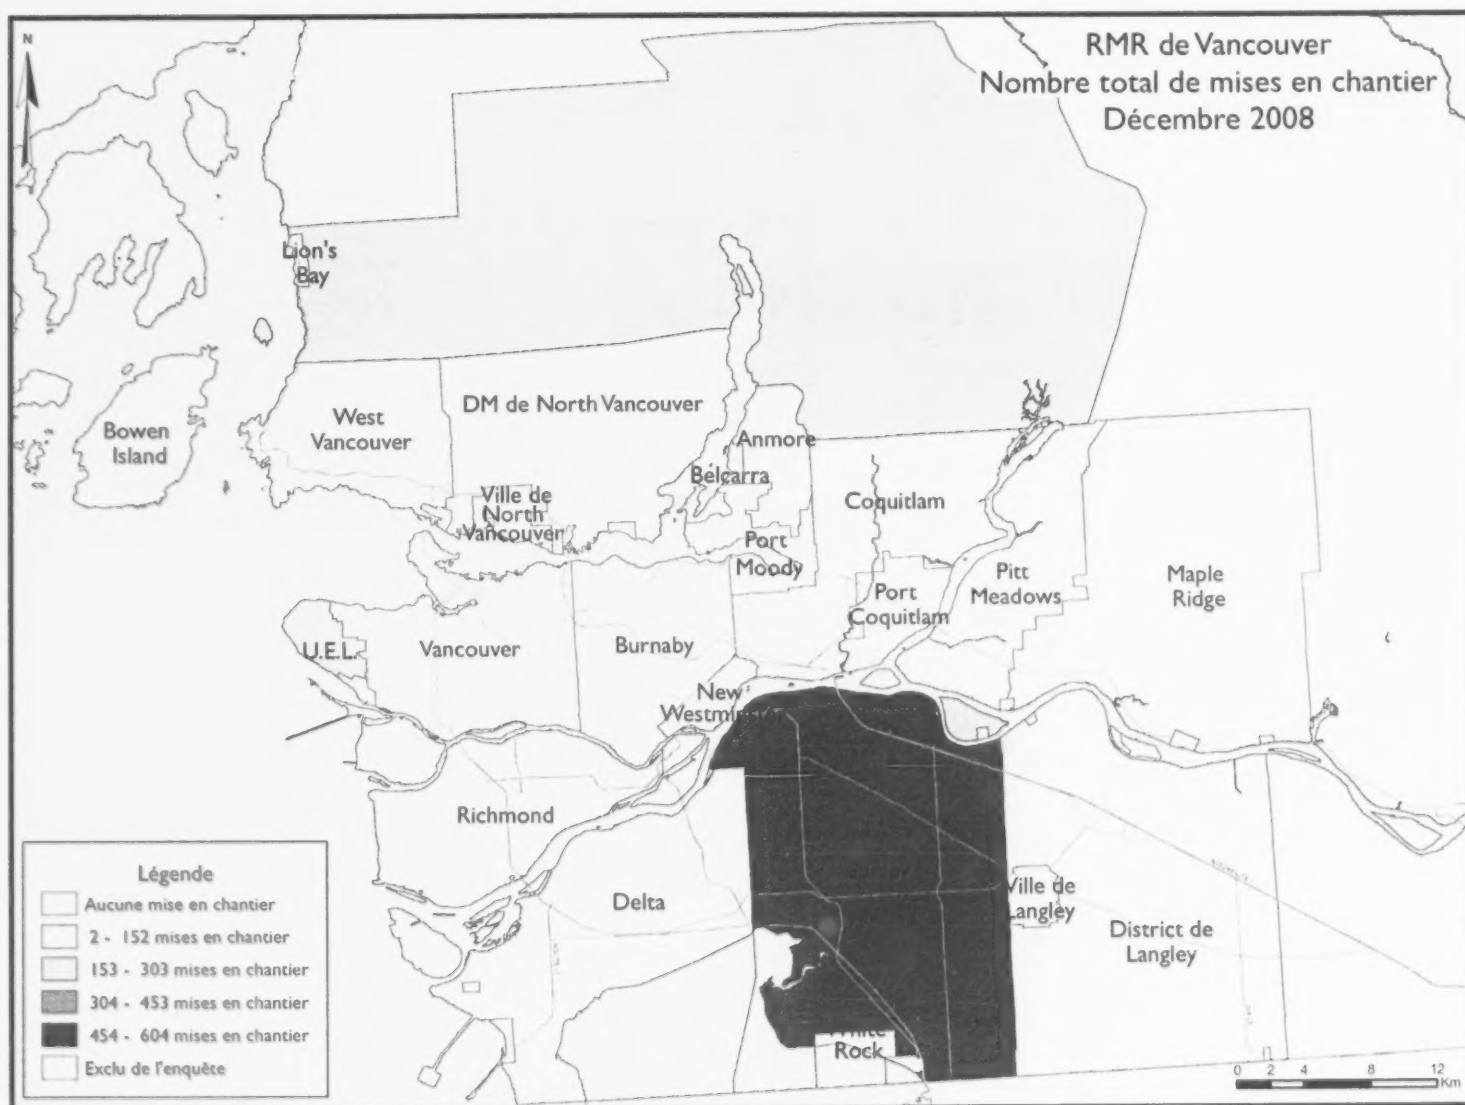 N
RMR de Vancouver
Nombre total de mises en chantier
Décembre 2008
Lion's
Bay
Bowen
Island
West
Vancouver
DM de North Vancouver
Anmore
Belcarra
Ville de
North
Vancouver
Coquitlam
Port
Moody
Port
Coquitlam
Pitt
Meadows
Maple
Ridge
U.E.L.
Vancouver
Burnaby
New
Westminster
Richmond
Delta
Surrey
Ville de
Langley
District de
Langley
White
Rock
Légende
Aucune mise en chantier
2 - 152 mises en chantier
153 - 303 mises en chantier
304 - 453 mises en chantier
454 - 604 mises en chantier
Exclu de l'enquête
0 2 4 8 12
Km